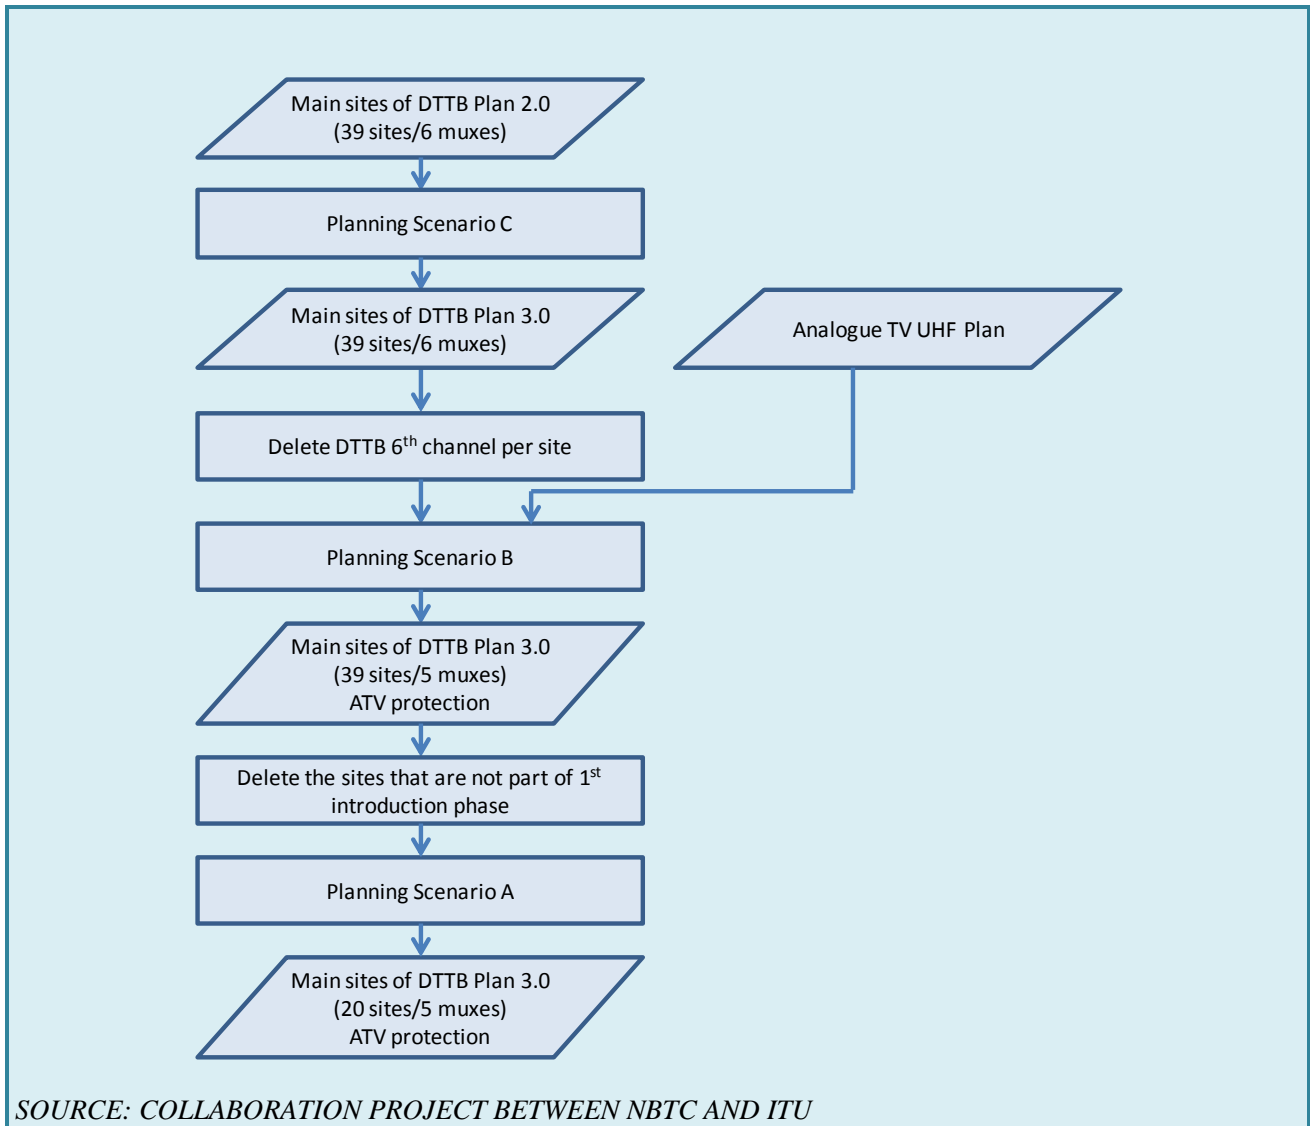 Main sites of DTTB Plan 2.0
(39 sites/6 muxes)
Planning Scenario C
Main sites of DTTB Plan 3.0
(39 sites/6 muxes)
Analogue TV UHF Plan
Delete DTTB 6th channel per site
Planning Scenario B
Main sites of DTTB Plan 3.0
(39 sites/5 muxes)
ATV protection
Delete the sites that are not part of 1st
introduction phase
Planning Scenario A
Main sites of DTTB Plan 3.0
(20 sites/5 muxes)
ATV protection
SOURCE: COLLABORATION PROJECT BETWEEN NBTC AND ITU